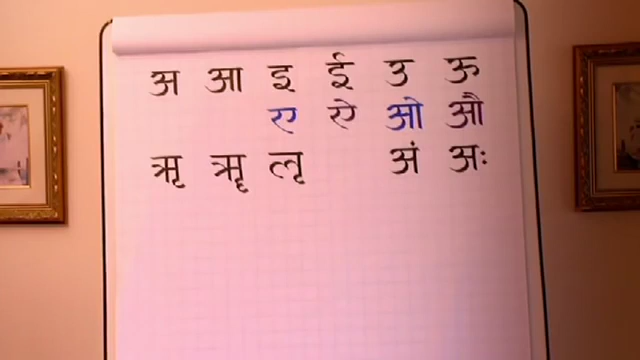 अ आ इ ई उ ऊ
ए ऐ ओ औ
ऋ ॠ ऌ अं अः